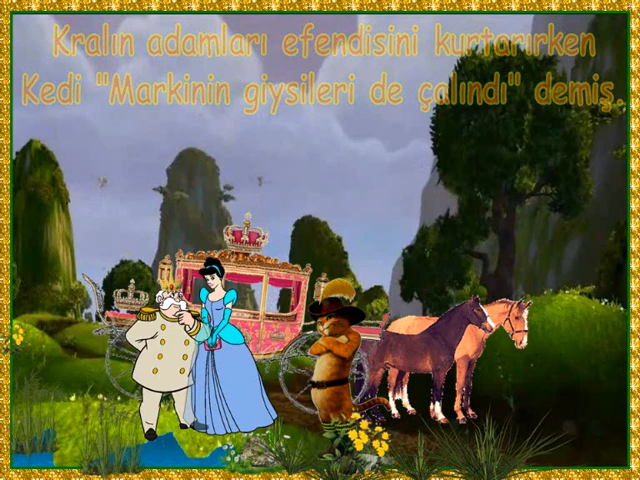 Kralın adamları efendisini kurtarırken
Kedi "Markinin giysileri de çalındı" demiş.